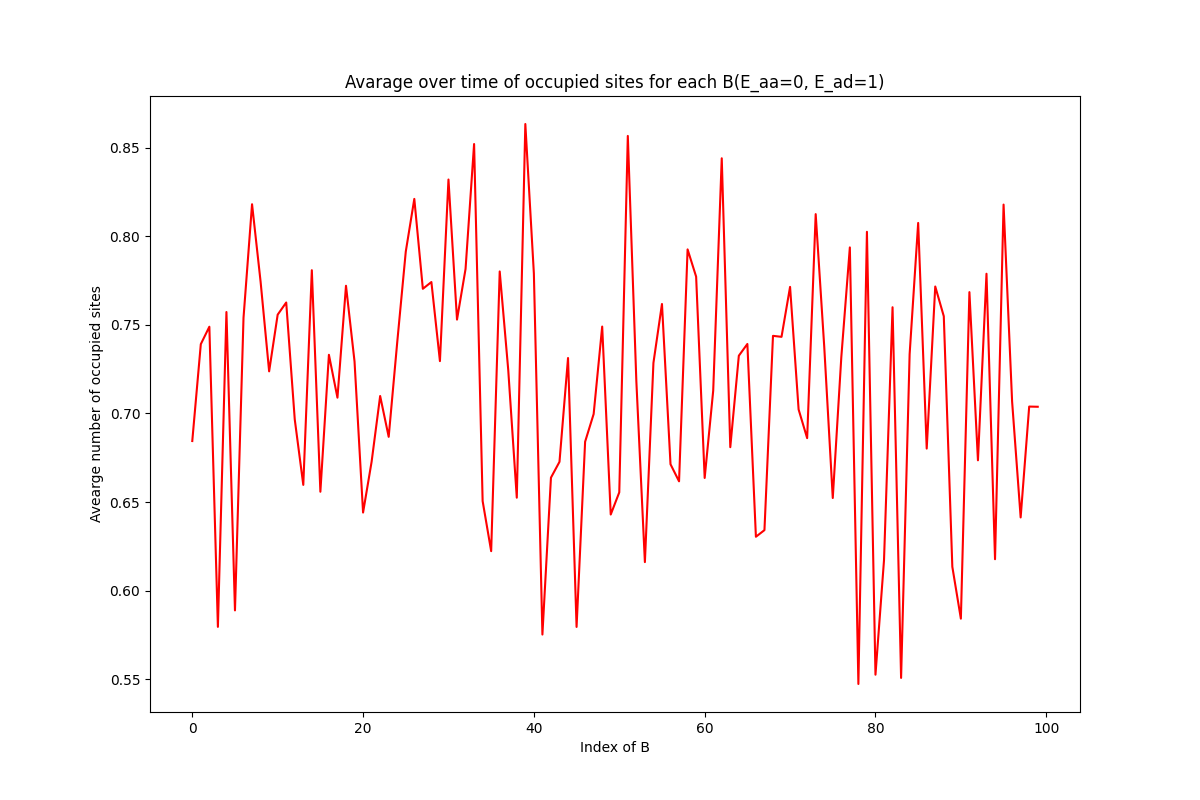 Avarage over time of occupied sites for each B(E_aa=0, E_ad=1)
Avearge number of occupied sites
0.85
0.80
0.75
0.70
0.65
0.60
0.55
0 20 40 60 80 100
Index of B